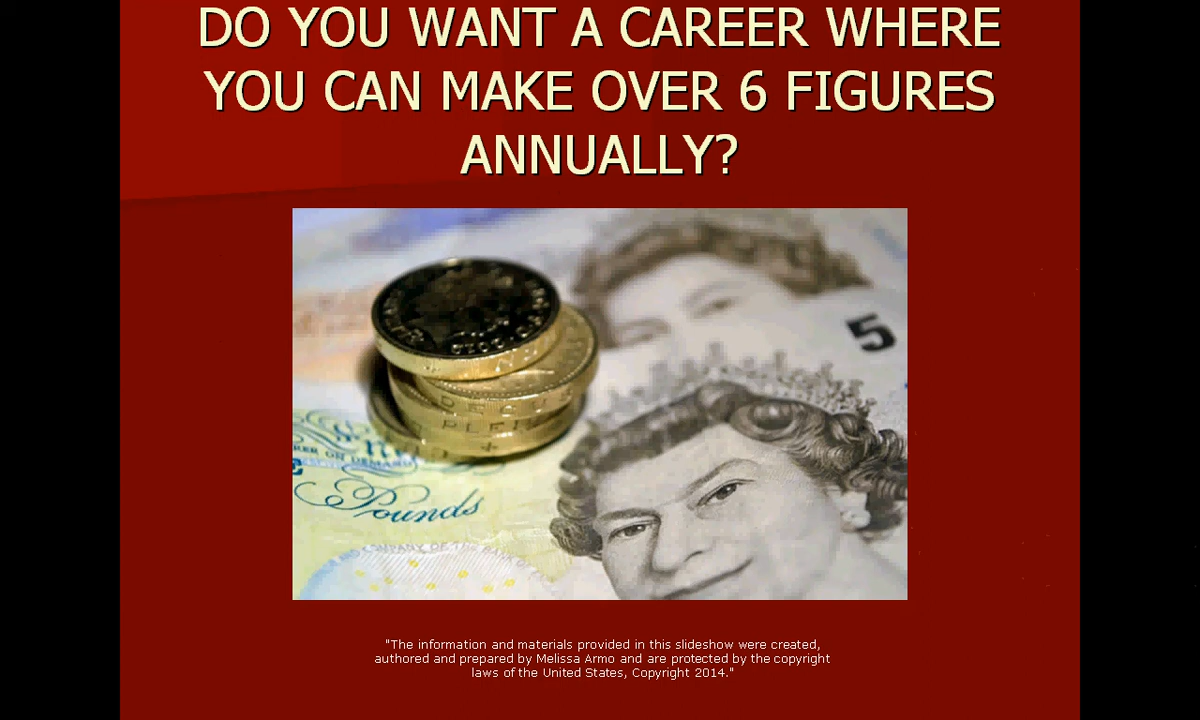 DO YOU WANT A CAREER WHERE
YOU CAN MAKE OVER 6 FIGURES
ANNUALLY?
5
Pounds
"The information and materials provided in this slideshow were created,
authored and prepared by Melissa Armo and are protected by the copyright
laws of the United States, Copyright 2014."